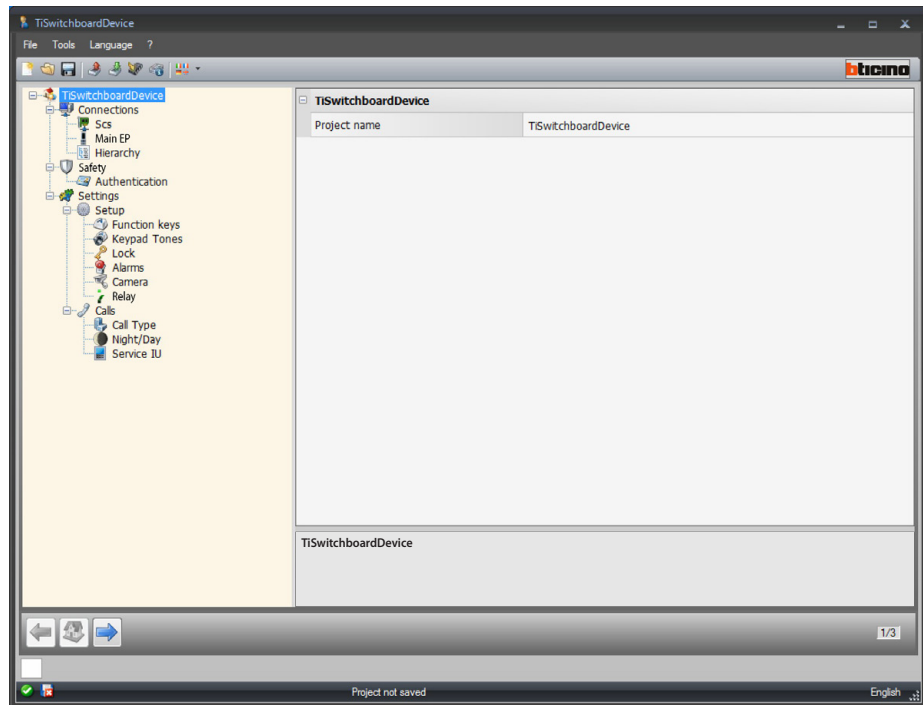 TiSwitchboardDevice
File Tools Language ?
bticino
TiSwitchboardDevice
Connections
Scs
Main EP
Hierarchy
Safety
Authentication
Settings
Setup
Function keys
Keypad Tones
Lock
Alarms
Camera
Relay
Calls
Call Type
Night/Day
Service IU
TiSwitchboardDevice
Project name TiSwitchboardDevice
TiSwitchboardDevice
1/3
Project not saved English